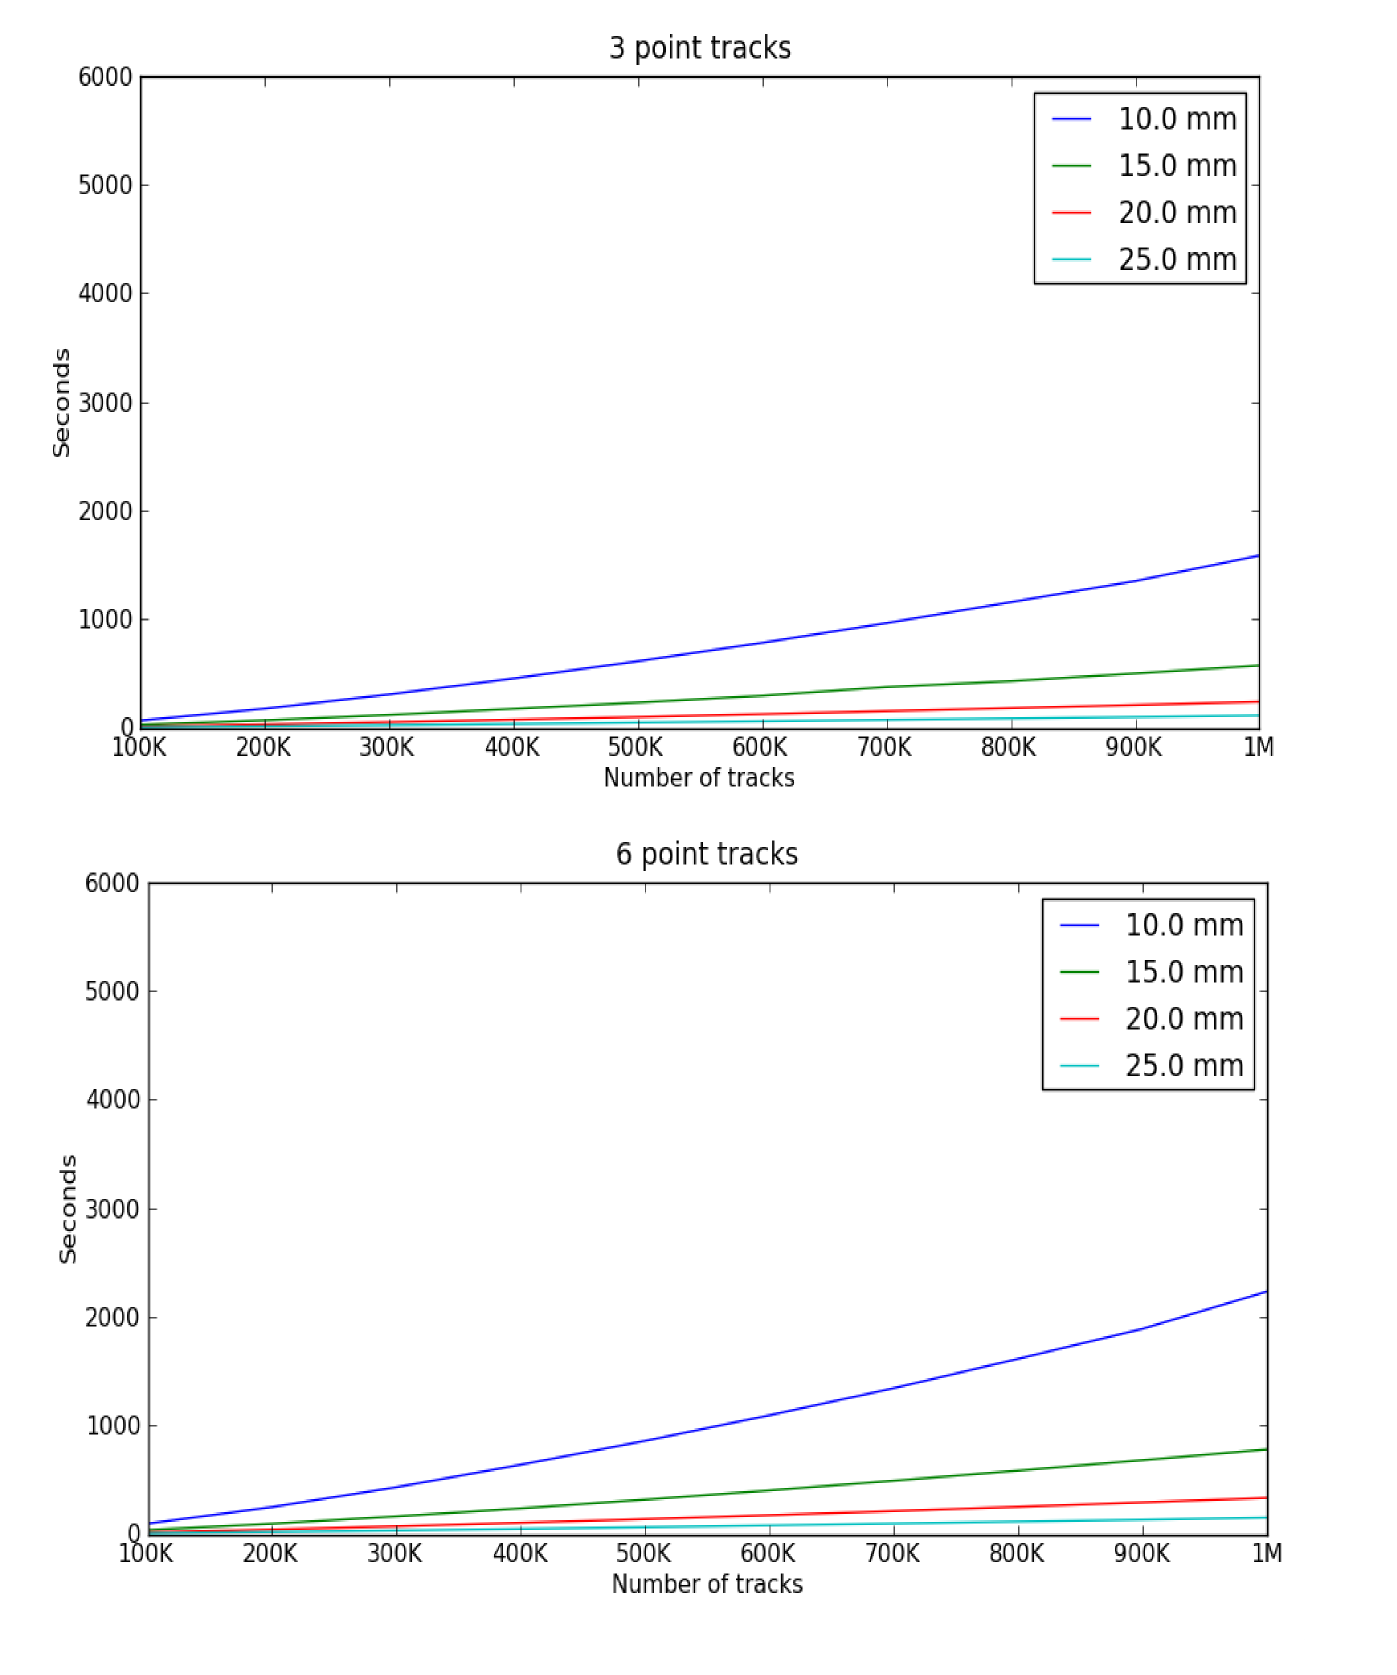 3 point tracks
6000
5000
4000
3000
2000
1000
0
Seconds
10.0 mm
15.0 mm
20.0 mm
25.0 mm
100K 200K 300K 400K 500K 600K 700K 800K 900K 1M
Number of tracks
6 point tracks
6000
5000
4000
3000
2000
1000
0
Seconds
10.0 mm
15.0 mm
20.0 mm
25.0 mm
100K 200K 300K 400K 500K 600K 700K 800K 900K 1M
Number of tracks